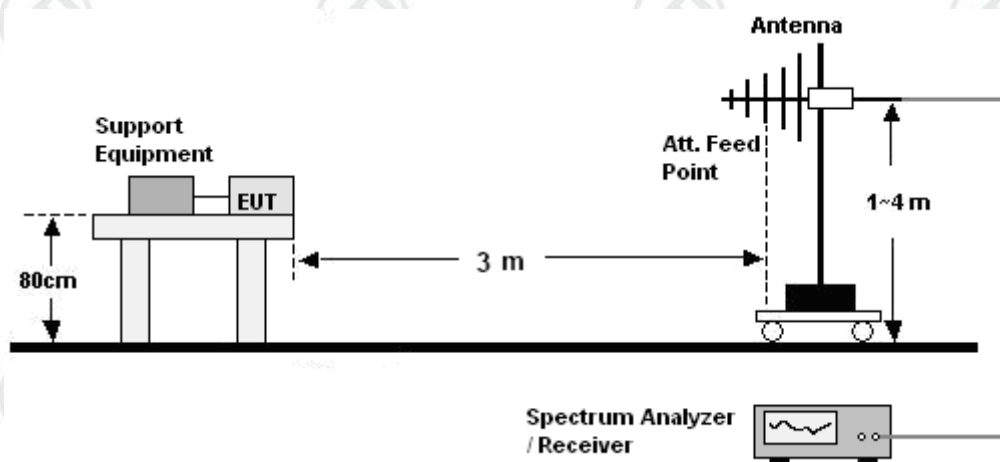 Antenna
Support
Equipment
Att. Feed
Point
EUT
1~4 m
80cm
3 m
Spectrum Analyzer
/ Receiver